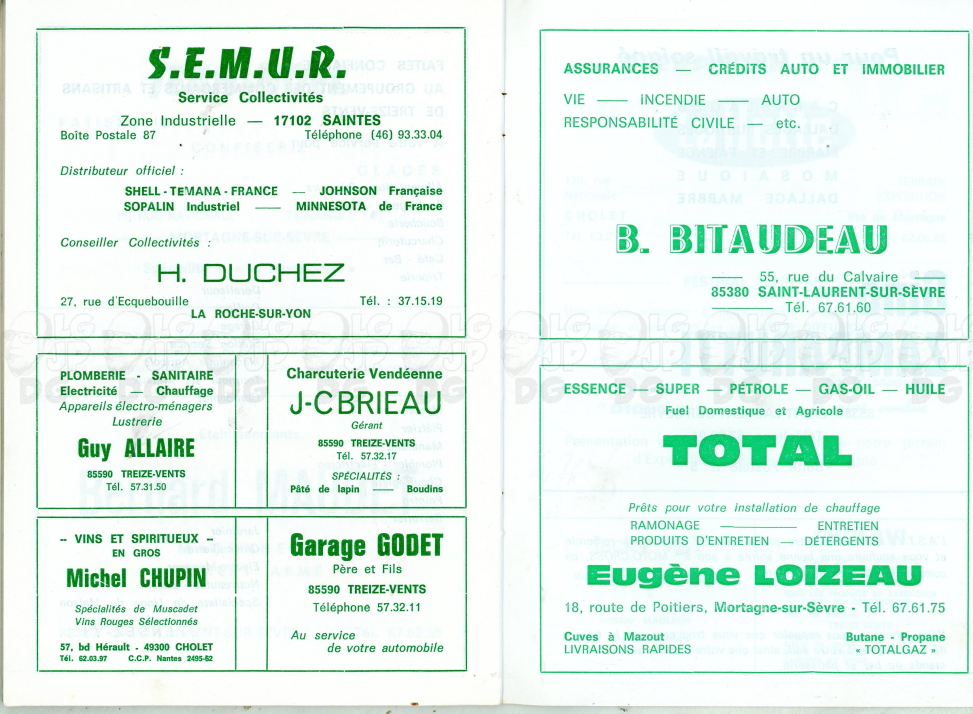 S.E.M.U.R.
Service Collectivités
Zone Industrielle — 17102 SAINTES
Boîte Postale 87 Téléphone (46) 93.33.04
Distributeur officiel :
SHELL - TEMANA - FRANCE — JOHNSON Française
SOPALIN Industriel — MINNESOTA de France
Conseiller Collectivités :
H. DUCHEZ
27, rue d'Ecquebouille Tél. : 37.15.19
LA ROCHE-SUR-YON
PLOMBERIE - SANITAIRE
Electricité — Chauffage
Appareils électro-ménagers
Lustrerie
Guy ALLAIRE
85590 TREIZE-VENTS
Tél. 57.31.50
Charcuterie Vendéenne
J-C BRIEAU
Gérant
85590 TREIZE-VENTS
Tél. 57.32.17
SPÉCIALITÉS :
Pâté de lapin — Boudins
-- VINS ET SPIRITUEUX --
EN GROS
Michel CHUPIN
Spécialités de Muscadet
Vins Rouges Sélectionnés
57, bd Hérault - 49300 CHOLET
Tél. 62.03.97 C.C.P. Nantes 2495-62
Garage GODET
Père et Fils
85590 TREIZE-VENTS
Téléphone 57.32.11
Au service
de votre automobile
ASSURANCES — CRÉDITS AUTO ET IMMOBILIER
VIE — INCENDIE — AUTO
RESPONSABILITÉ CIVILE — etc.
B. BITAUDEAU
— 55, rue du Calvaire —
85380 SAINT-LAURENT-SUR-SÈVRE
— Tél. 67.61.60 —
ESSENCE — SUPER — PÉTROLE — GAS-OIL — HUILE
Fuel Domestique et Agricole
TOTAL
Prêts pour votre installation de chauffage
RAMONAGE — ENTRETIEN
PRODUITS D'ENTRETIEN — DÉTERGENTS
Eugène LOIZEAU
18, route de Poitiers, Mortagne-sur-Sèvre - Tél. 67.61.75
Cuves à Mazout Butane - Propane
LIVRAISONS RAPIDES « TOTALGAZ »